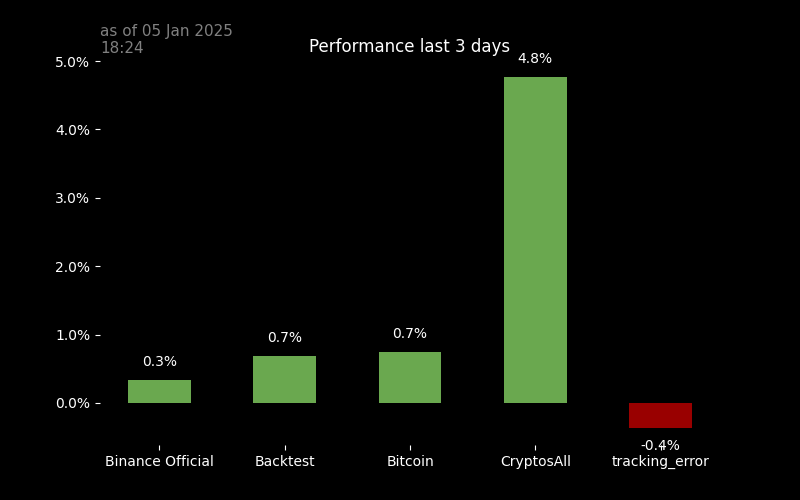 as of 05 Jan 2025
18:24
Performance last 3 days
5.0%
4.0%
3.0%
2.0%
1.0%
0.0%
0.3%
0.7%
0.7%
4.8%
-0.4%
Binance Official
Backtest
Bitcoin
CryptosAll
tracking_error